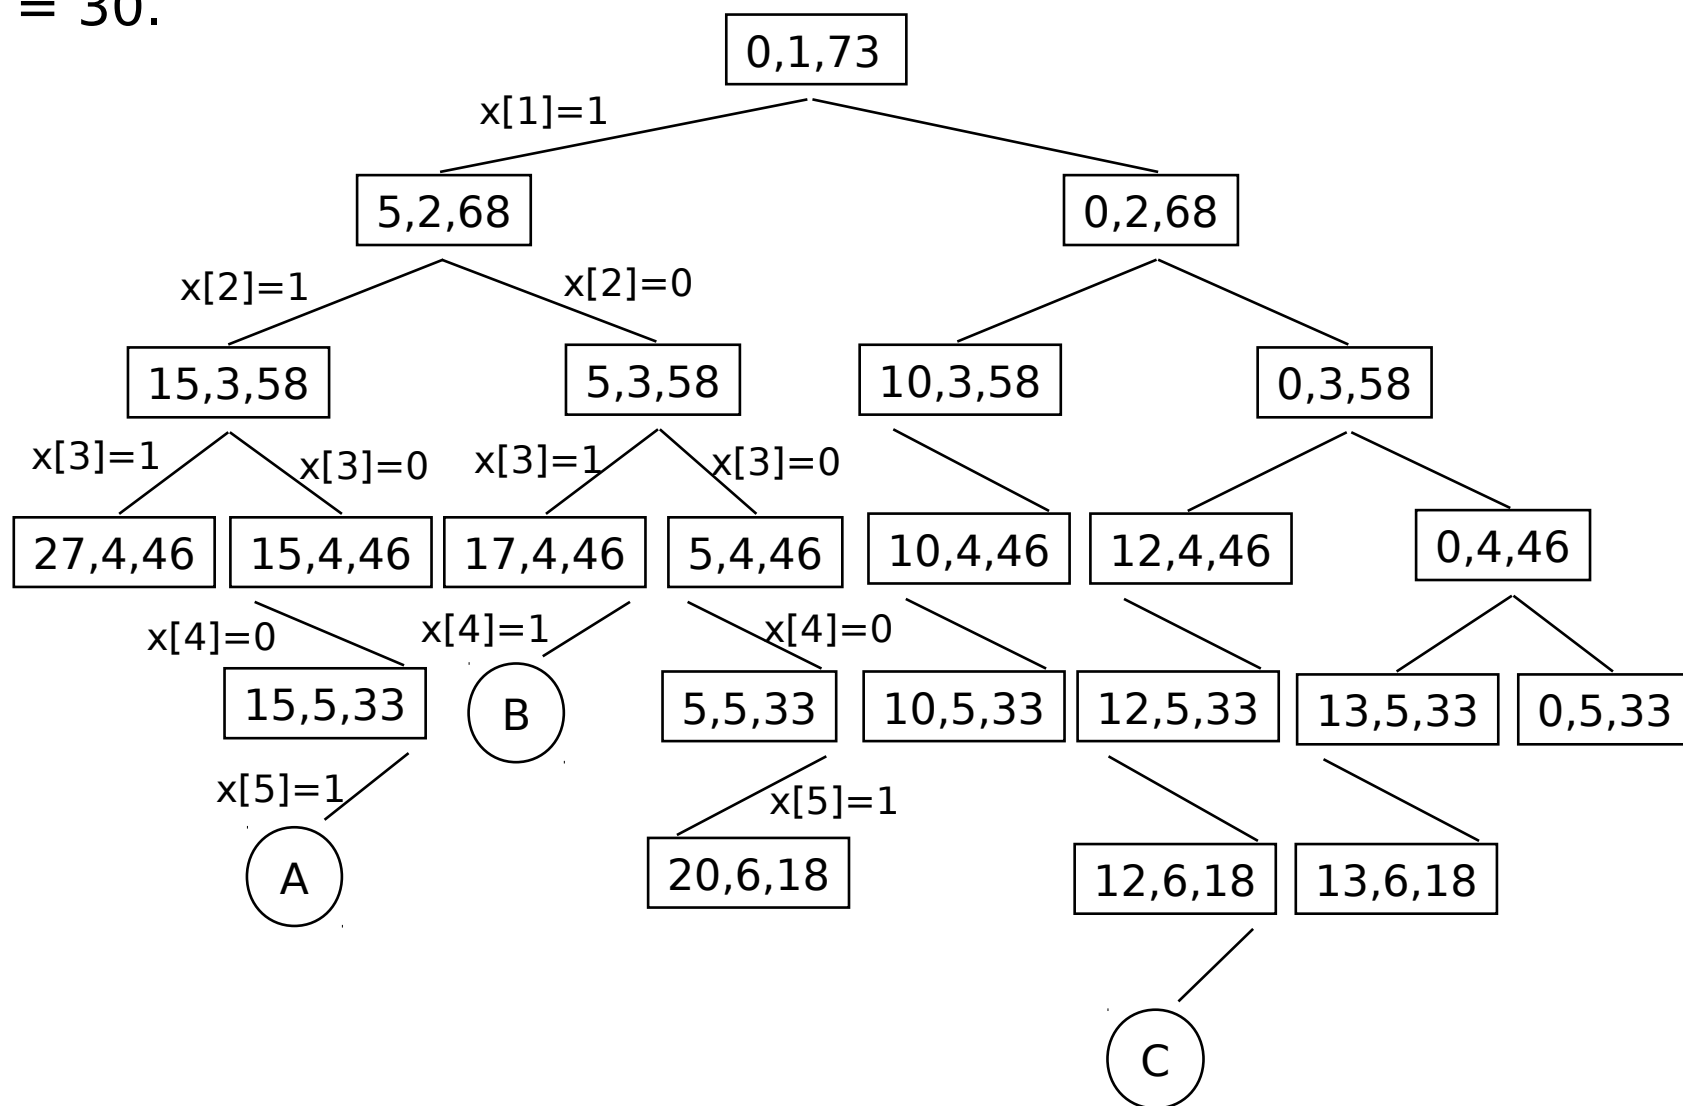 = 30.
0,1,73
x[1]=1
5,2,68
0,2,68
x[2]=1
x[2]=0
15,3,58
5,3,58
10,3,58
0,3,58
x[3]=1
x[3]=0
x[3]=1
x[3]=0
27,4,46
15,4,46
17,4,46
5,4,46
10,4,46
12,4,46
0,4,46
x[4]=0
x[4]=1
x[4]=0
15,5,33
B
5,5,33
10,5,33
12,5,33
13,5,33
0,5,33
x[5]=1
x[5]=1
A
20,6,18
12,6,18
13,6,18
C